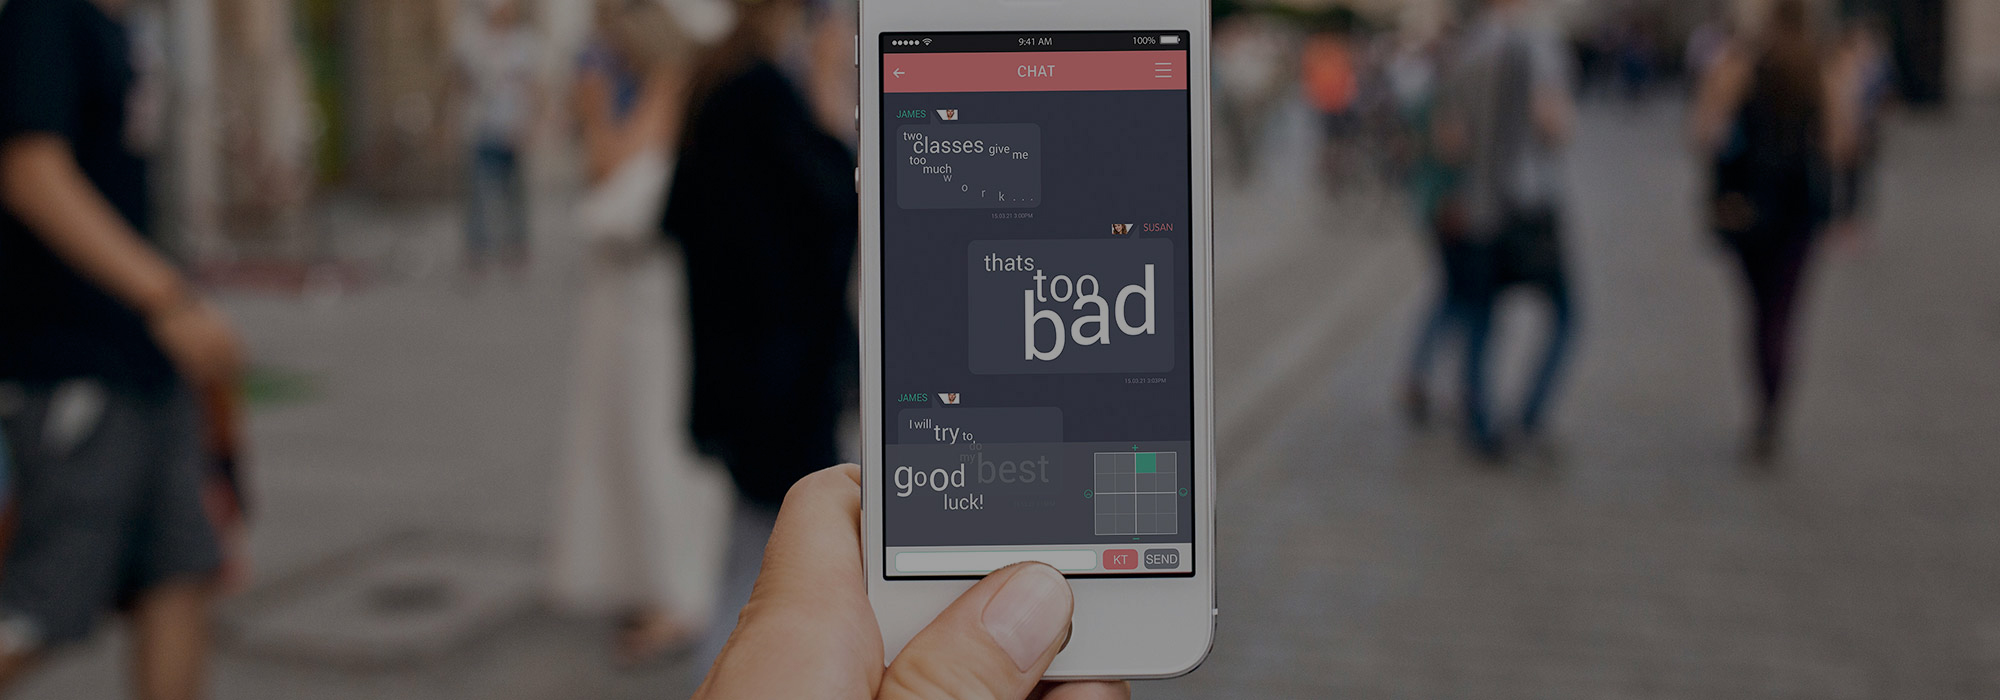 9:41 AM 100%
CHAT
JAMES
two classes give me
too much
w o r k . . .
15.03.21 3:00PM
SUSAN
thats too
bad
15.03.21 3:03PM
JAMES
I will try to,
do
my best
good
luck!
KT SEND